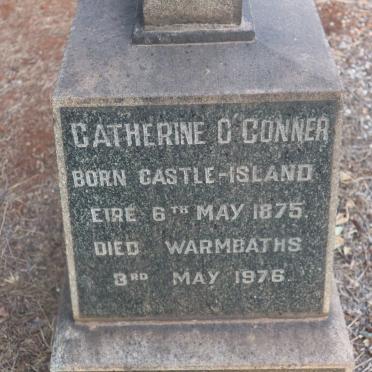 CATHERINE O'CONNER
BORN CASTLE-ISLAND
EIRE 6TH MAY 1875.
DIED WARMBATHS
3RD MAY 1976